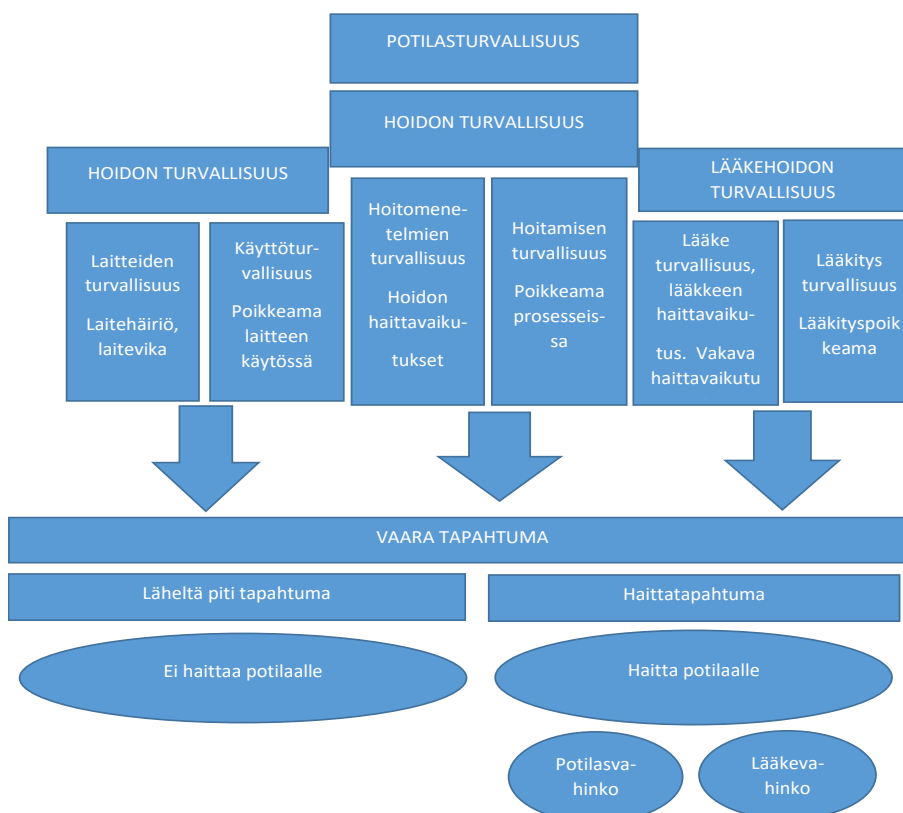 POTILASTURVALLISUUS
HOIDON TURVALLISUUS
HOIDON TURVALLISUUS
LÄÄKEHOIDON
TURVALLISUUS
Laitteiden
turvallisuus
Laitehäiriö,
laitevika
Käyttötur-
vallisuus
Poikkeama
laitteen
käytössä
Hoitomene-
telmien
turvallisuus
Hoidon
haittavaiku-
tukset
Hoitamisen
turvallisuus
Poikkeama
prosesseis-
sa
Lääke
turvallisuus,
lääkkeen
haittavaiku-
tus. Vakava
haittavaikutu
Lääkitys
turvallisuus
Lääkityspoik
keama
VAARA TAPAHTUMA
Läheltä piti tapahtuma
Haittatapahtuma
Ei haittaa potilaalle
Haitta potilaalle
Potilasva-
hinko
Lääkeva-
hinko